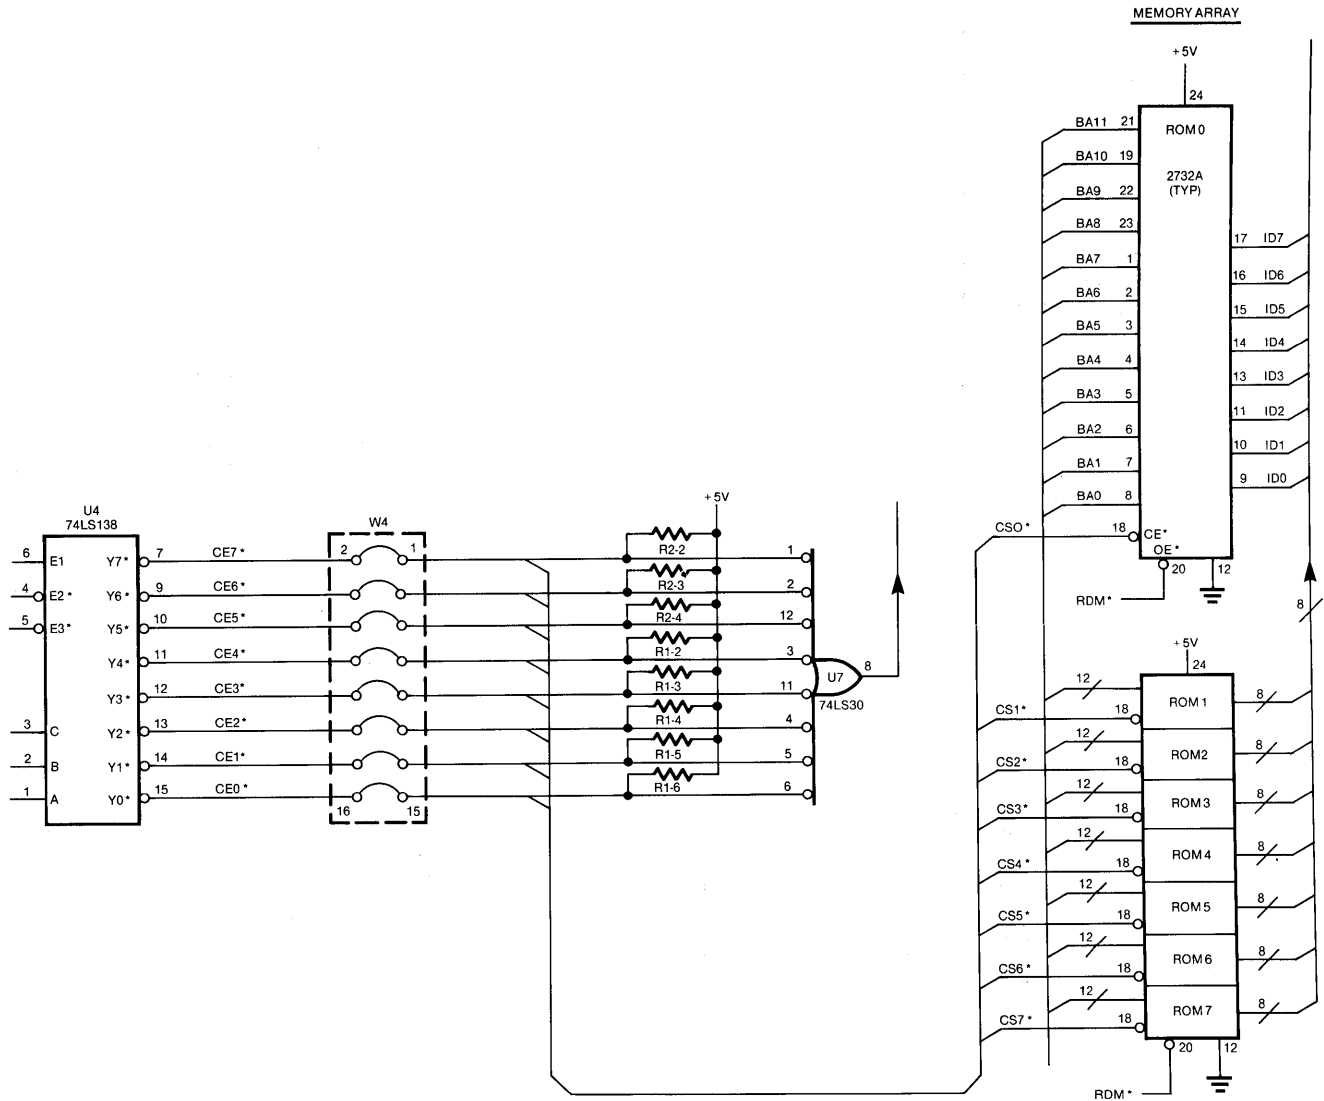 MEMORY ARRAY
+5V
24
ROM 0
2732A
(TYP)
BA11 21
BA10 19
BA9 22
BA8 23
BA7 1
BA6 2
BA5 3
BA4 4
BA3 5
BA2 6
BA1 7
BA0 8
17 ID7
16 ID6
15 ID5
14 ID4
13 ID3
11 ID2
10 ID1
9 ID0
CSO* 18 CE*
OE*
20 12
RDM*
8
U4
74LS138
6 E1
4 E2*
5 E3*
3 C
2 B
1 A
Y7* 7 CE7*
Y6* 9 CE6*
Y5* 10 CE5*
Y4* 11 CE4*
Y3* 12 CE3*
Y2* 13 CE2*
Y1* 14 CE1*
Y0* 15 CE0*
W4
2 1
16 15
+5V
R2-2
R2-3
R2-4
R1-2
R1-3
R1-4
R1-5
R1-6
1
2
12
3
11
4
5
6
U7
74LS30
8
+5V
24
12 ROM 1 8
CS1* 18
12 ROM2 8
CS2* 18
12 ROM 3 8
CS3* 18
12 ROM 4 8
CS4* 18
12 ROM 5 8
CS5* 18
12 ROM 6 8
CS6* 18
12 ROM 7 8
CS7* 18
20 12
RDM*